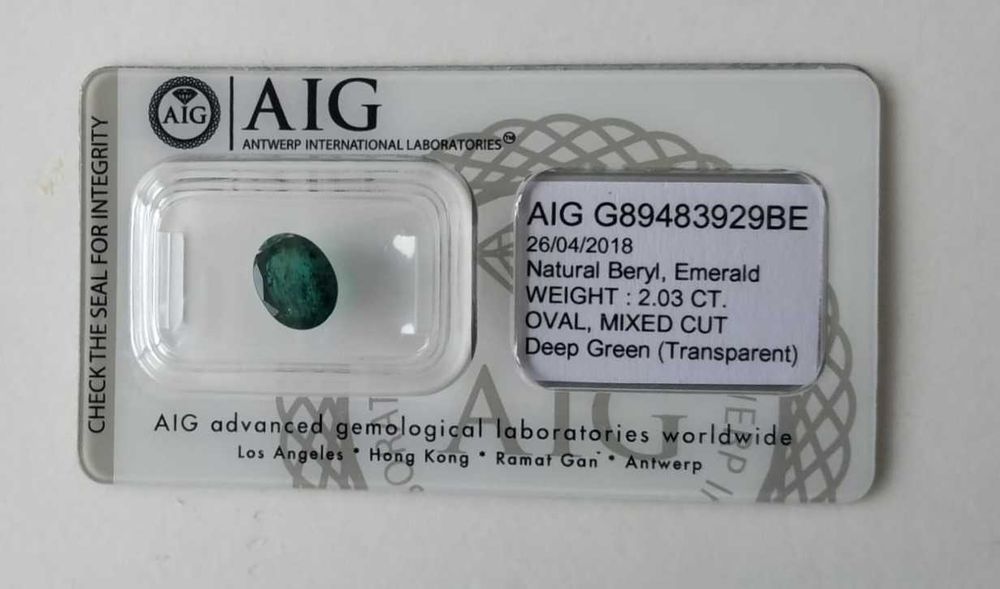 CHECK THE SEAL FOR INTEGRITY
AIG
AIG
ANTWERP INTERNATIONAL LABORATORIES™
AIG G89483929BE
26/04/2018
Natural Beryl, Emerald
WEIGHT : 2.03 CT.
OVAL, MIXED CUT
Deep Green (Transparent)
AIG
AIG advanced gemological laboratories worldwide
Los Angeles * Hong Kong * Ramat Gan * Antwerp